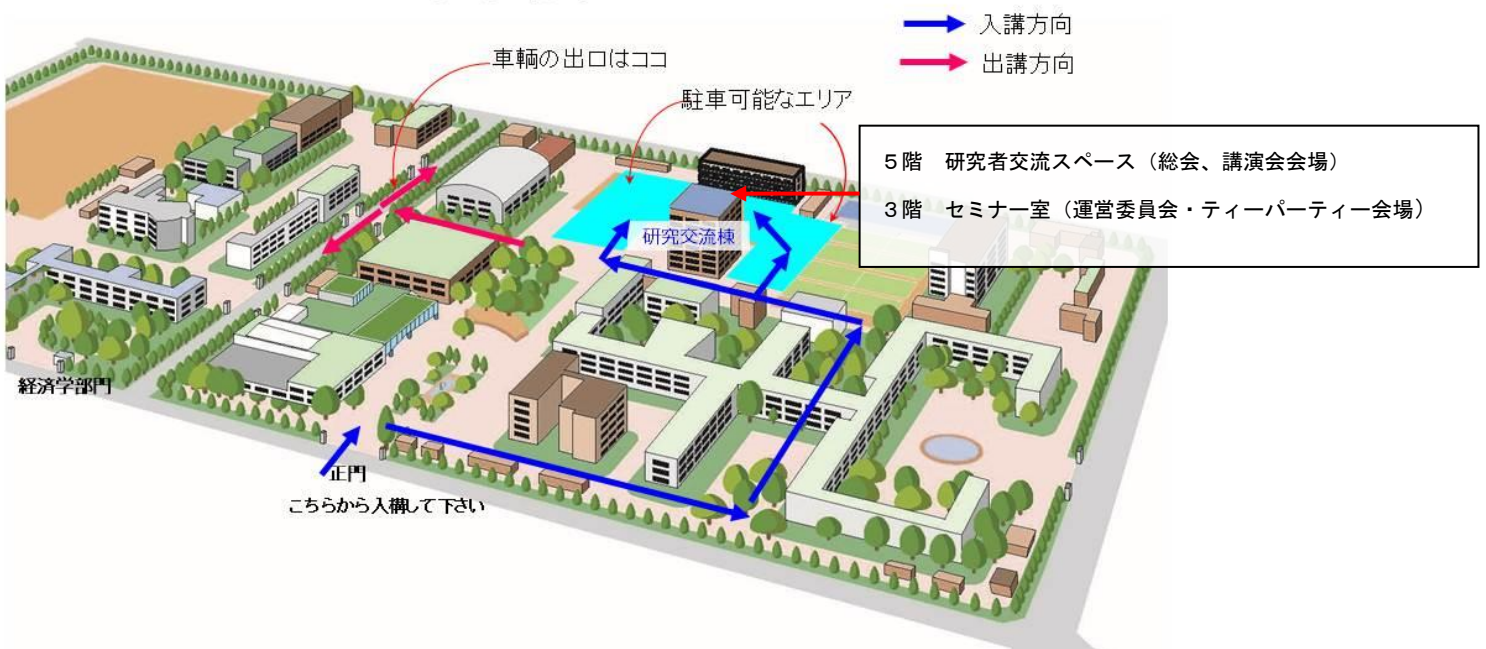 入講方向
出講方向
車輌の出口はココ
駐車可能なエリア
5階 研究者交流スペース（総会、講演会会場）
3階 セミナー室（運営委員会・ティーパーティー会場）
研究交流棟
経済学部門
正門
こちらから入構して下さい